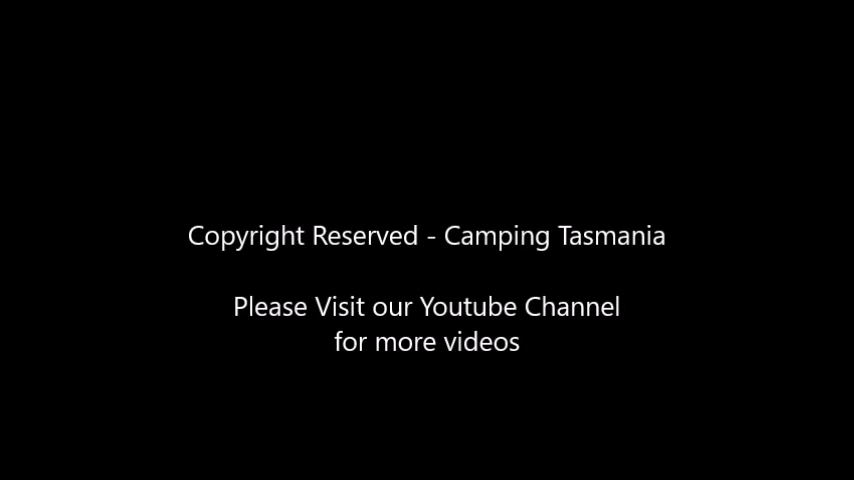 Copyright Reserved - Camping Tasmania
Please Visit our Youtube Channel
for more videos